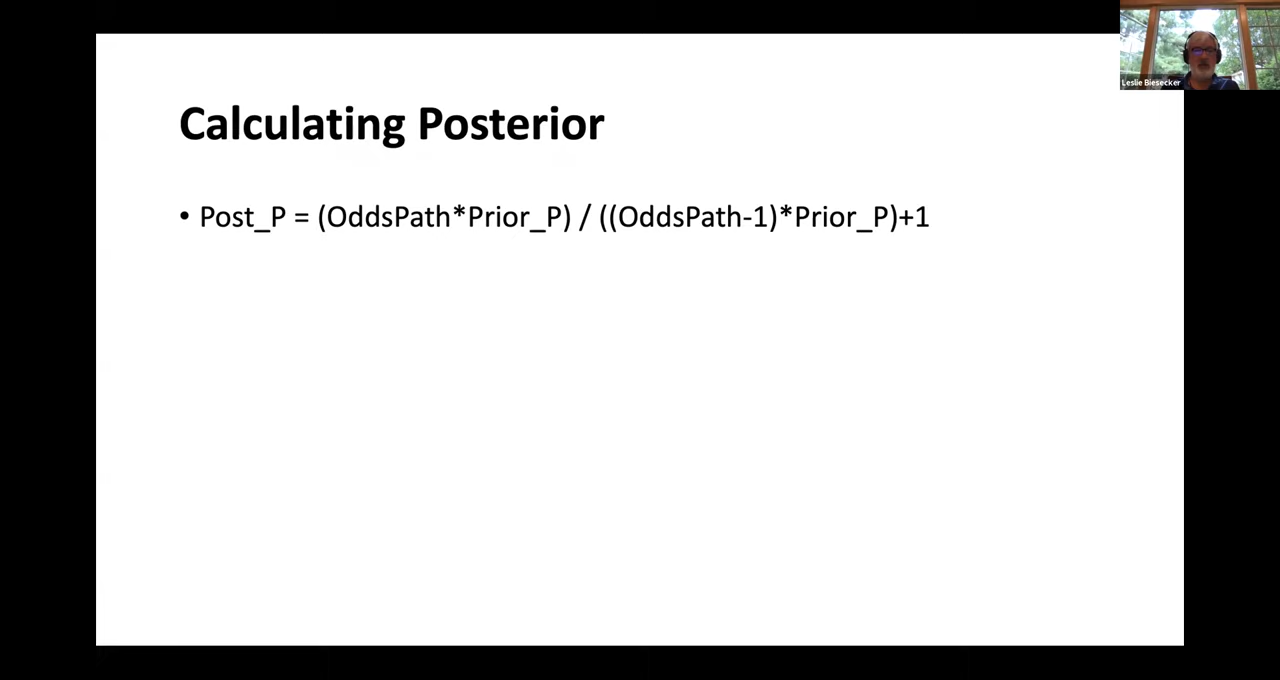 Calculating Posterior
• Post_P = (OddsPath*Prior_P) / ((OddsPath-1)*Prior_P)+1
Leslie Biesecker